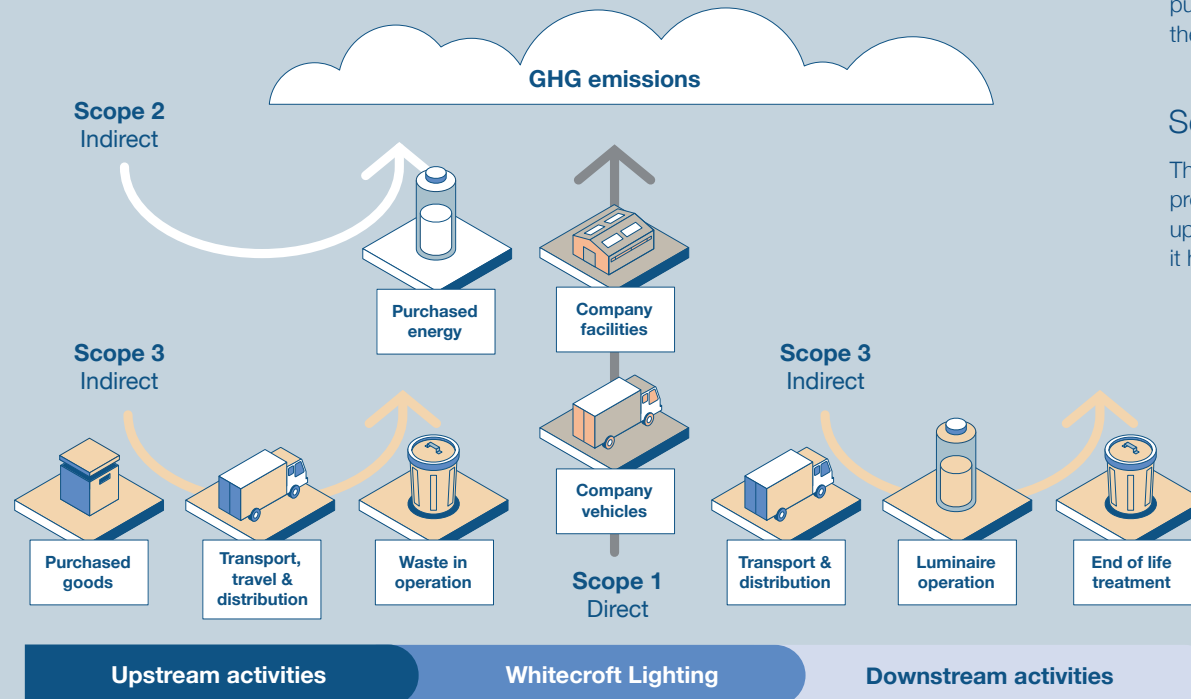 GHG emissions
Scope 2
Indirect
Purchased
energy
Company
facilities
Scope 3
Indirect
Purchased
goods
Transport,
travel &
distribution
Waste in
operation
Company
vehicles
Scope 1
Direct
Scope 3
Indirect
Transport &
distribution
Luminaire
operation
End of life
treatment
Upstream activities
Whitecroft Lighting
Downstream activities